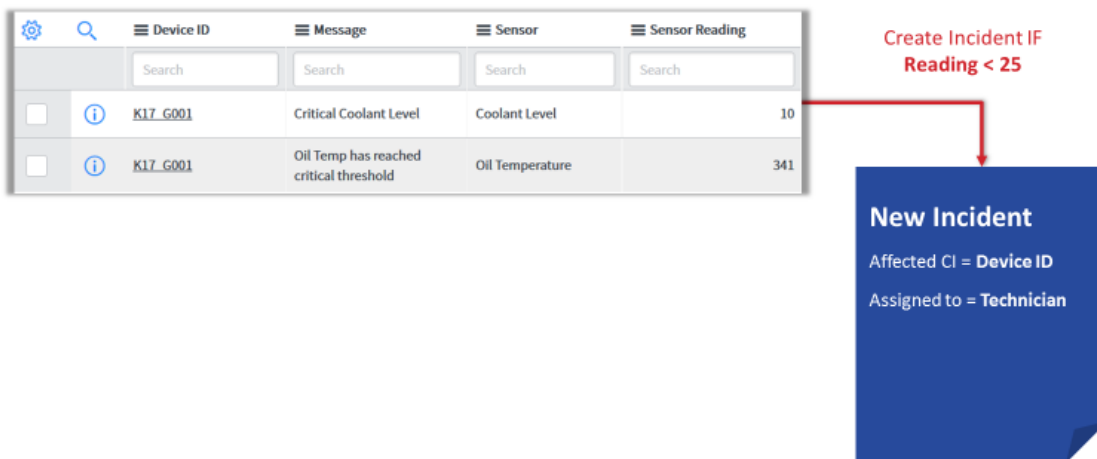 Device ID Message Sensor Sensor Reading
Search Search Search Search
K17_G001 Critical Coolant Level Coolant Level 10
K17_G001 Oil Temp has reached critical threshold Oil Temperature 341
Create Incident IF
Reading < 25
New Incident
Affected CI = Device ID
Assigned to = Technician